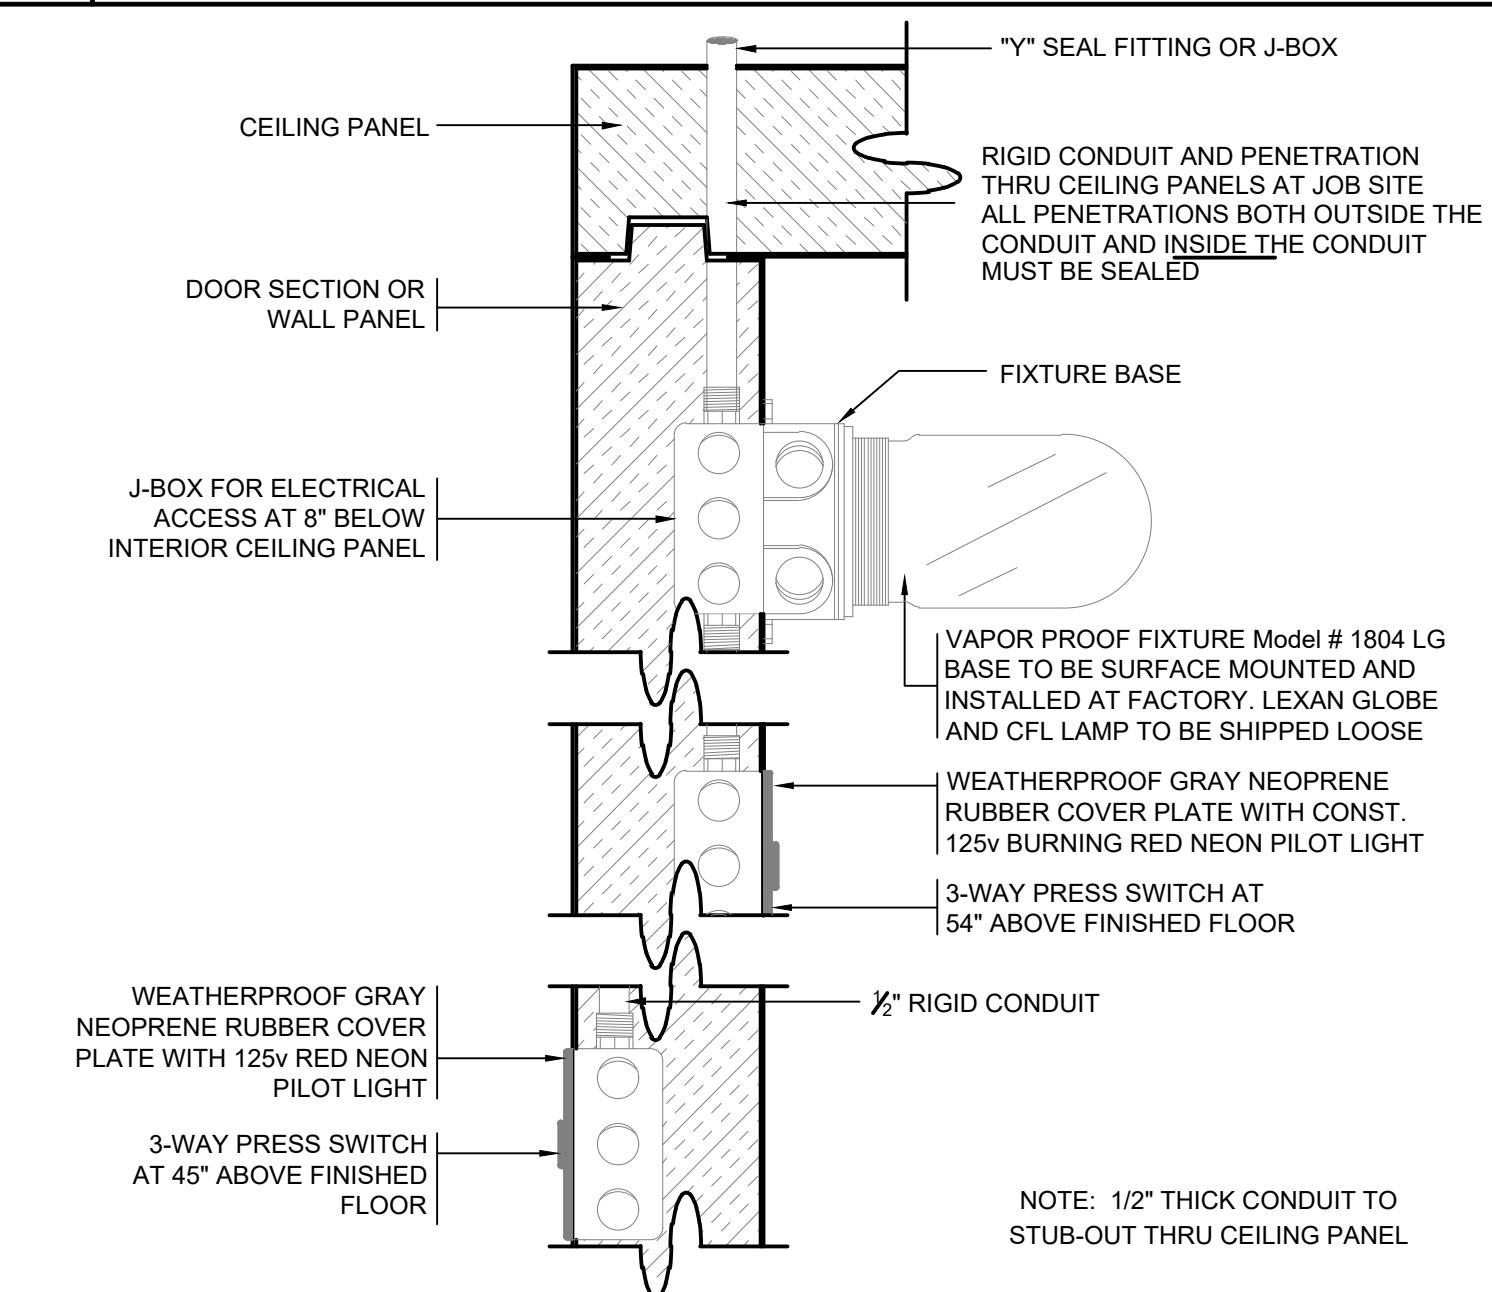 "Y" SEAL FITTING OR J-BOX
CEILING PANEL
RIGID CONDUIT AND PENETRATION
THRU CEILING PANELS AT JOB SITE
ALL PENETRATIONS BOTH OUTSIDE THE
CONDUIT AND INSIDE THE CONDUIT
MUST BE SEALED
DOOR SECTION OR
WALL PANEL
FIXTURE BASE
J-BOX FOR ELECTRICAL
ACCESS AT 8" BELOW
INTERIOR CEILING PANEL
VAPOR PROOF FIXTURE Model # 1804 LG
BASE TO BE SURFACE MOUNTED AND
INSTALLED AT FACTORY. LEXAN GLOBE
AND CFL LAMP TO BE SHIPPED LOOSE
WEATHERPROOF GRAY NEOPRENE
RUBBER COVER PLATE WITH CONST.
125v BURNING RED NEON PILOT LIGHT
3-WAY PRESS SWITCH AT
54" ABOVE FINISHED FLOOR
WEATHERPROOF GRAY
NEOPRENE RUBBER COVER
PLATE WITH 125v RED NEON
PILOT LIGHT
½" RIGID CONDUIT
3-WAY PRESS SWITCH
AT 45" ABOVE FINISHED
FLOOR
NOTE: 1/2" THICK CONDUIT TO
STUB-OUT THRU CEILING PANEL